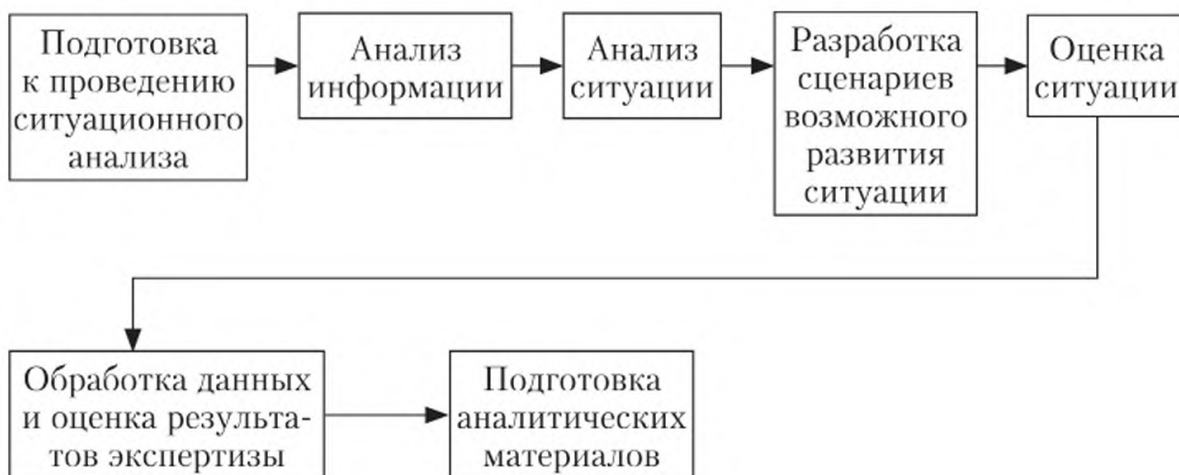 Подготовка
к проведению
ситуационного
анализа
Анализ
информации
Анализ
ситуации
Разработка
сценариев
возможного
развития
ситуации
Оценка
ситуации
Обработка данных
и оценка результа-
тов экспертизы
Подготовка
аналитических
материалов